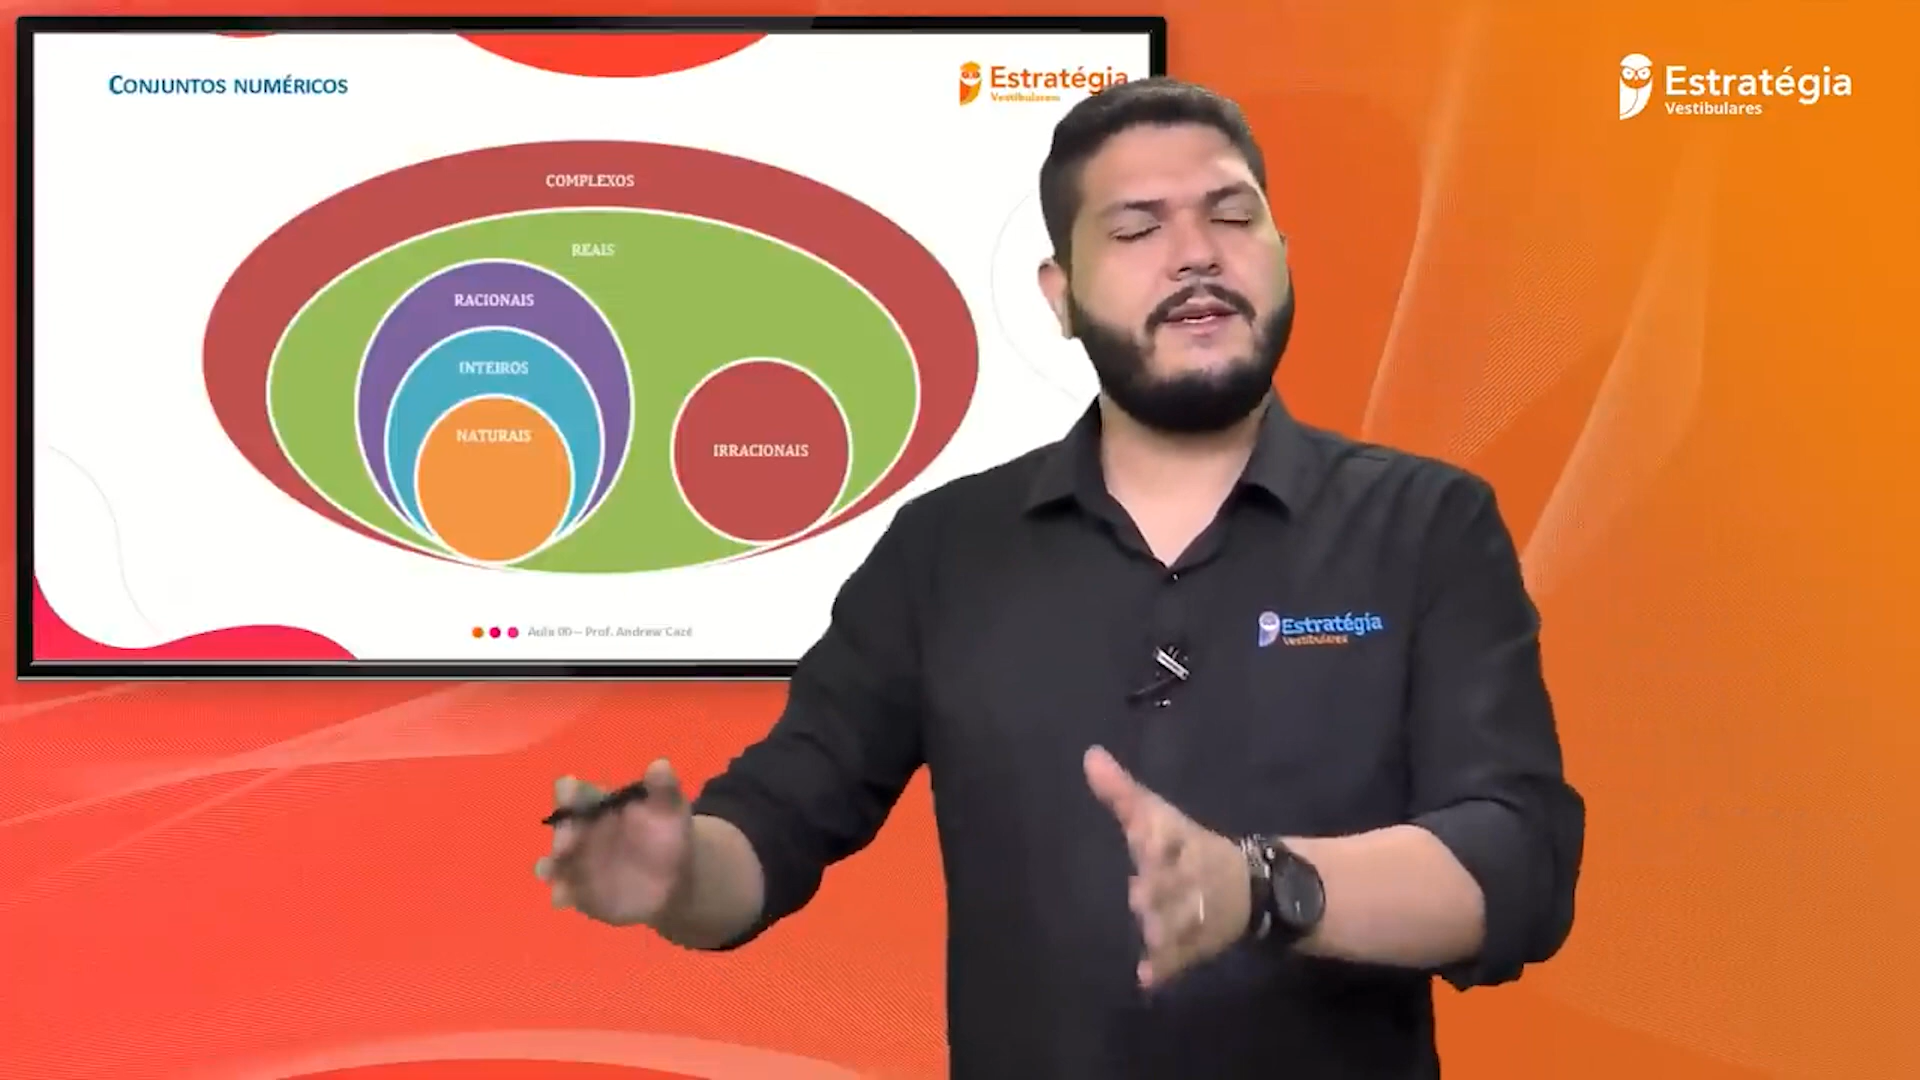 CONJUNTOS NUMÉRICOS
Estratégia
Vestibulares
Estratégia
Vestibulares
COMPLEXOS
REAIS
RACIONAIS
INTEIROS
NATURAIS
IRRACIONAIS
Estratégia
Vestibulares
Aula 00 – Prof. Andrew Cazé